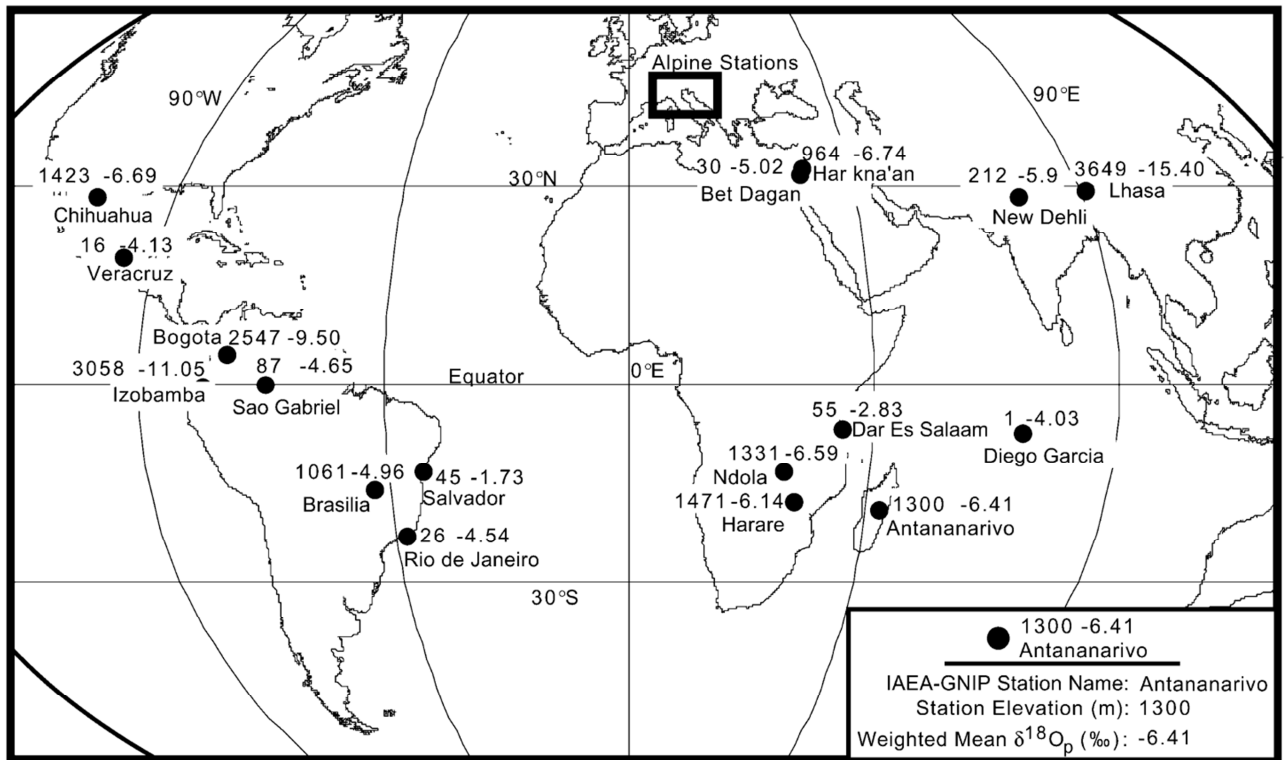 Alpine Stations
90°W
90°E
1423 -6.69
Chihuahua
30°N
30 -5.02
Bet Dagan
964 -6.74
Har kna'an
212 -5.9
New Dehli
3649 -15.40
Lhasa
16 -4.13
Veracruz
Bogota 2547 -9.50
3058 -11.05
Izobamba
87 -4.65
Sao Gabriel
Equator
0°E
55 -2.83
Dar Es Salaam
1 -4.03
Diego Garcia
1331 -6.59
Ndola
1471 -6.14
Harare
1300 -6.41
Antananarivo
1061 -4.96
Brasilia
45 -1.73
Salvador
26 -4.54
Rio de Janeiro
30°S
1300 -6.41
Antananarivo
IAEA-GNIP Station Name: Antananarivo
Station Elevation (m): 1300
Weighted Mean δ¹⁸Oₚ (‰): -6.41